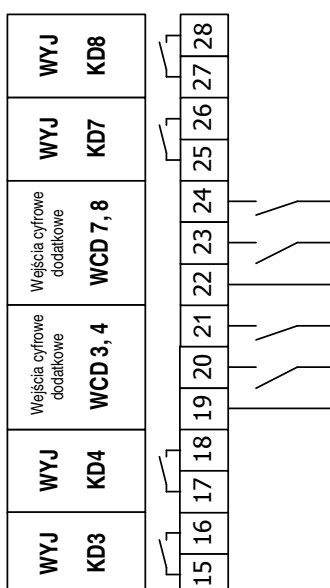 WYJ
KD8
28
27
WYJ
KD7
26
25
Wejścia cyfrowe
dodatkowe
WCD 7, 8
24
23
22
Wejścia cyfrowe
dodatkowe
WCD 3, 4
21
20
19
WYJ
KD4
18
17
WYJ
KD3
16
15